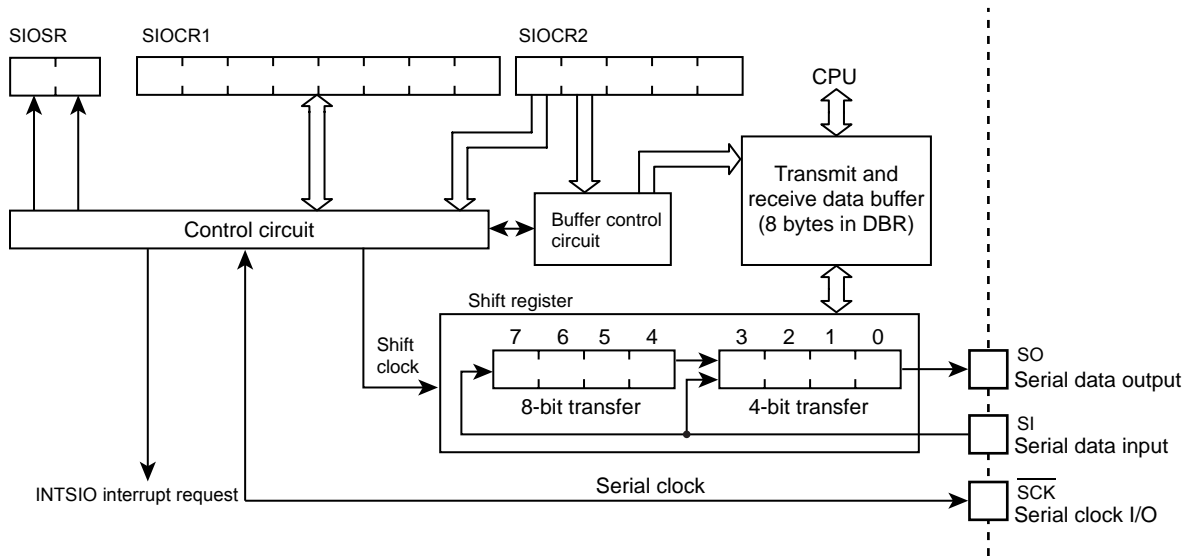 SIOSR
SIOCR1
SIOCR2
CPU
Transmit and
receive data buffer
(8 bytes in DBR)
Control circuit
Buffer control
circuit
Shift register
7 6 5 4 3 2 1 0
Shift
clock
8-bit transfer
4-bit transfer
SO
Serial data output
SI
Serial data input
INTSIO interrupt request
Serial clock
SCK
Serial clock I/O